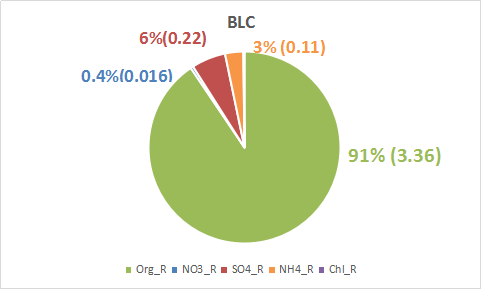 BLC
6%(0.22)
3% (0.11)
0.4%(0.016)
91% (3.36)
Org_R NO3_R SO4_R NH4_R Chl_R